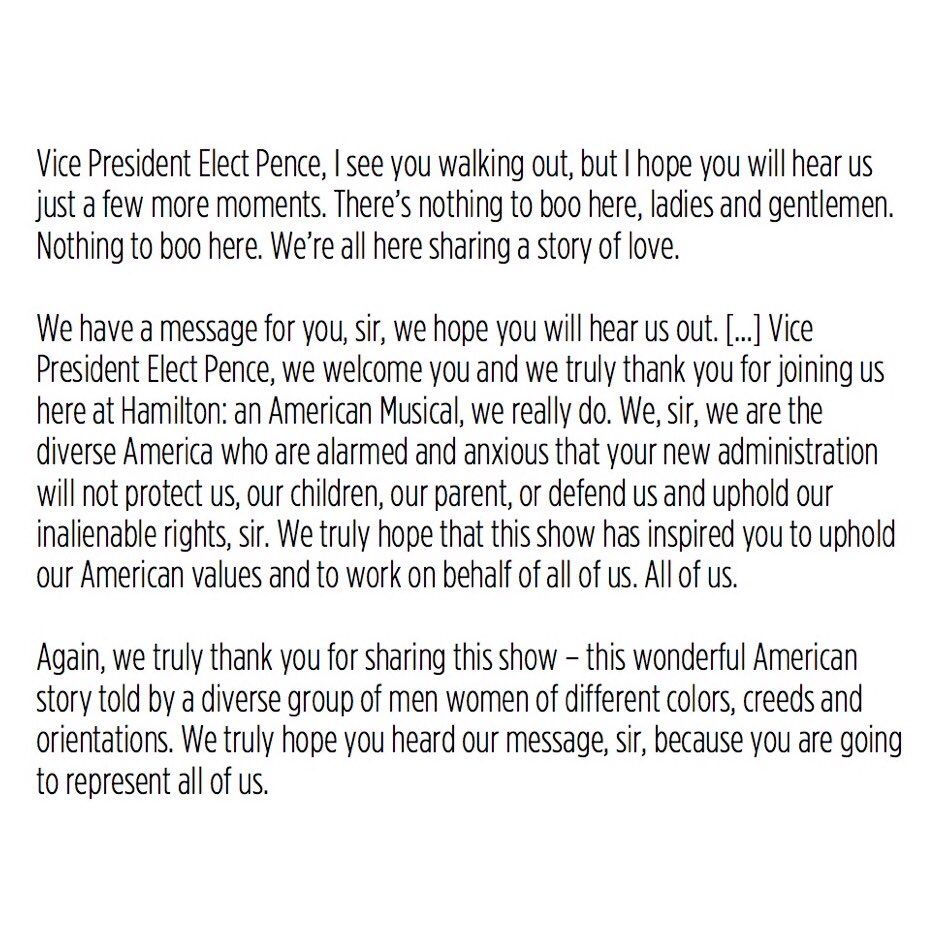 Vice President Elect Pence, I see you walking out, but I hope you will hear us
just a few more moments. There’s nothing to boo here, ladies and gentlemen.
Nothing to boo here. We’re all here sharing a story of love.
We have a message for you, sir, we hope you will hear us out. [...] Vice
President Elect Pence, we welcome you and we truly thank you for joining us
here at Hamilton: an American Musical, we really do. We, sir, we are the
diverse America who are alarmed and anxious that your new administration
will not protect us, our children, our parent, or defend us and uphold our
inalienable rights, sir. We truly hope that this show has inspired you to uphold
our American values and to work on behalf of all of us. All of us.
Again, we truly thank you for sharing this show – this wonderful American
story told by a diverse group of men women of different colors, creeds and
orientations. We truly hope you heard our message, sir, because you are going
to represent all of us.